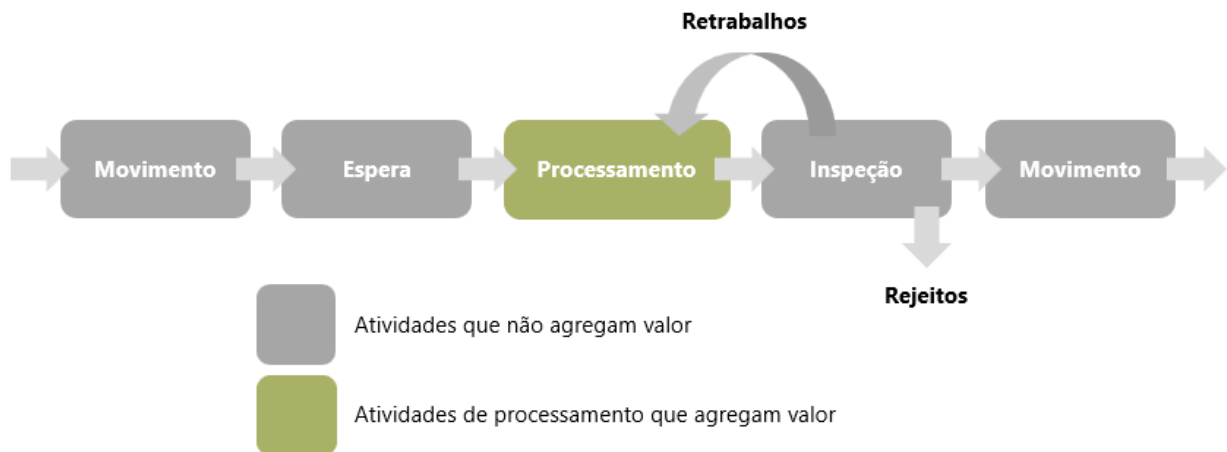 Retrabalhos
Movimento
Espera
Processamento
Inspeção
Movimento
Rejeitos
Atividades que não agregam valor
Atividades de processamento que agregam valor